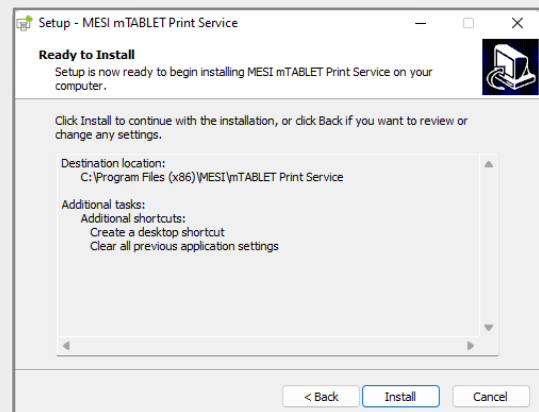 Setup - MESI mTABLET Print Service
Ready to Install
Setup is now ready to begin installing MESI mTABLET Print Service on your
computer.
Click Install to continue with the installation, or click Back if you want to review or
change any settings.
Destination location:
C:\Program Files (x86)\MESI\mTABLET Print Service
Additional tasks:
Additional shortcuts:
Create a desktop shortcut
Clear all previous application settings
< Back Install Cancel